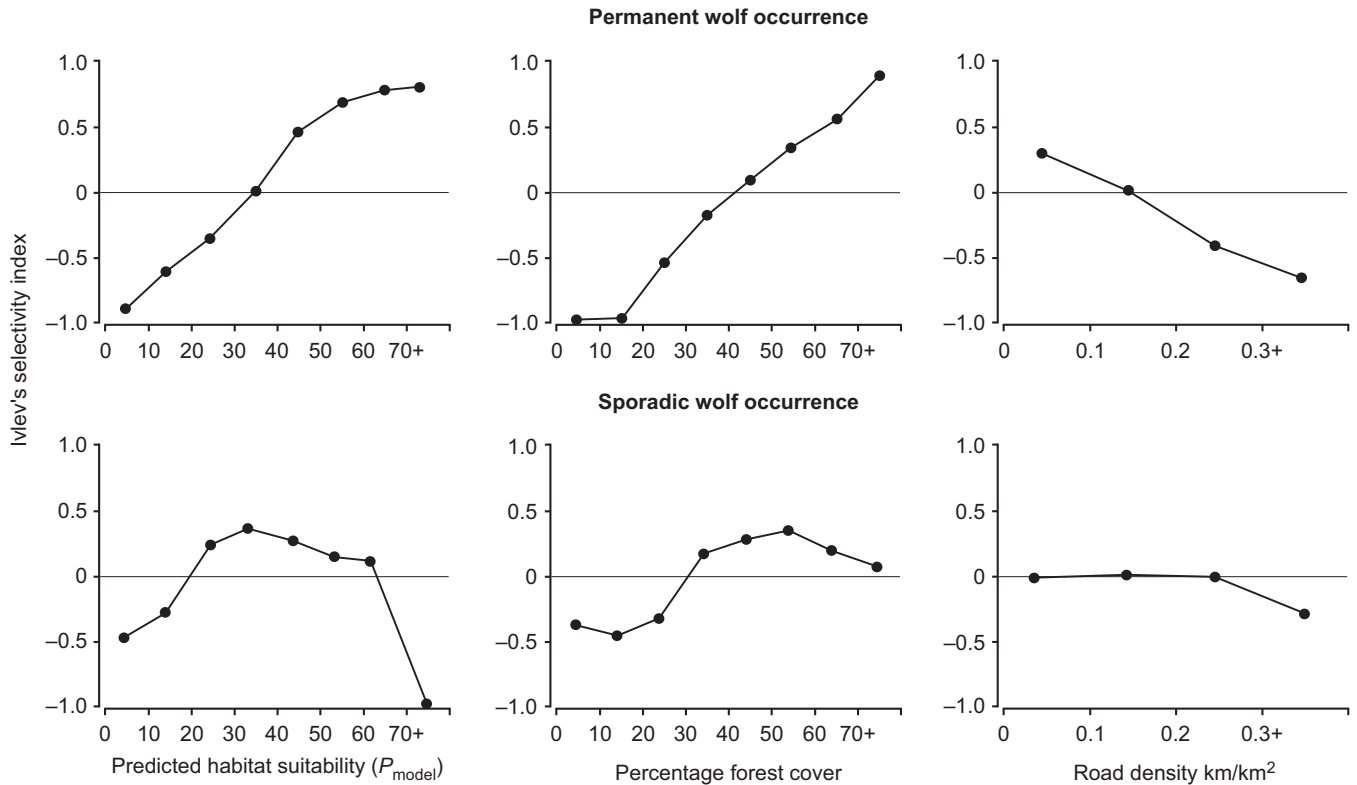 Permanent wolf occurrence
1.0 1.0 1.0
0.5 0.5 0.5
0 0 0
–0.5 –0.5 –0.5
–1.0 –1.0 –1.0
0 10 20 30 40 50 60 70+ 0 10 20 30 40 50 60 70+ 0 0.1 0.2 0.3+
Ivlev's selectivity index
Sporadic wolf occurrence
1.0 1.0 1.0
0.5 0.5 0.5
0 0 0
–0.5 –0.5 –0.5
–1.0 –1.0 –1.0
0 10 20 30 40 50 60 70+ 0 10 20 30 40 50 60 70+ 0 0.1 0.2 0.3+
Predicted habitat suitability (Pmodel) Percentage forest cover Road density km/km²